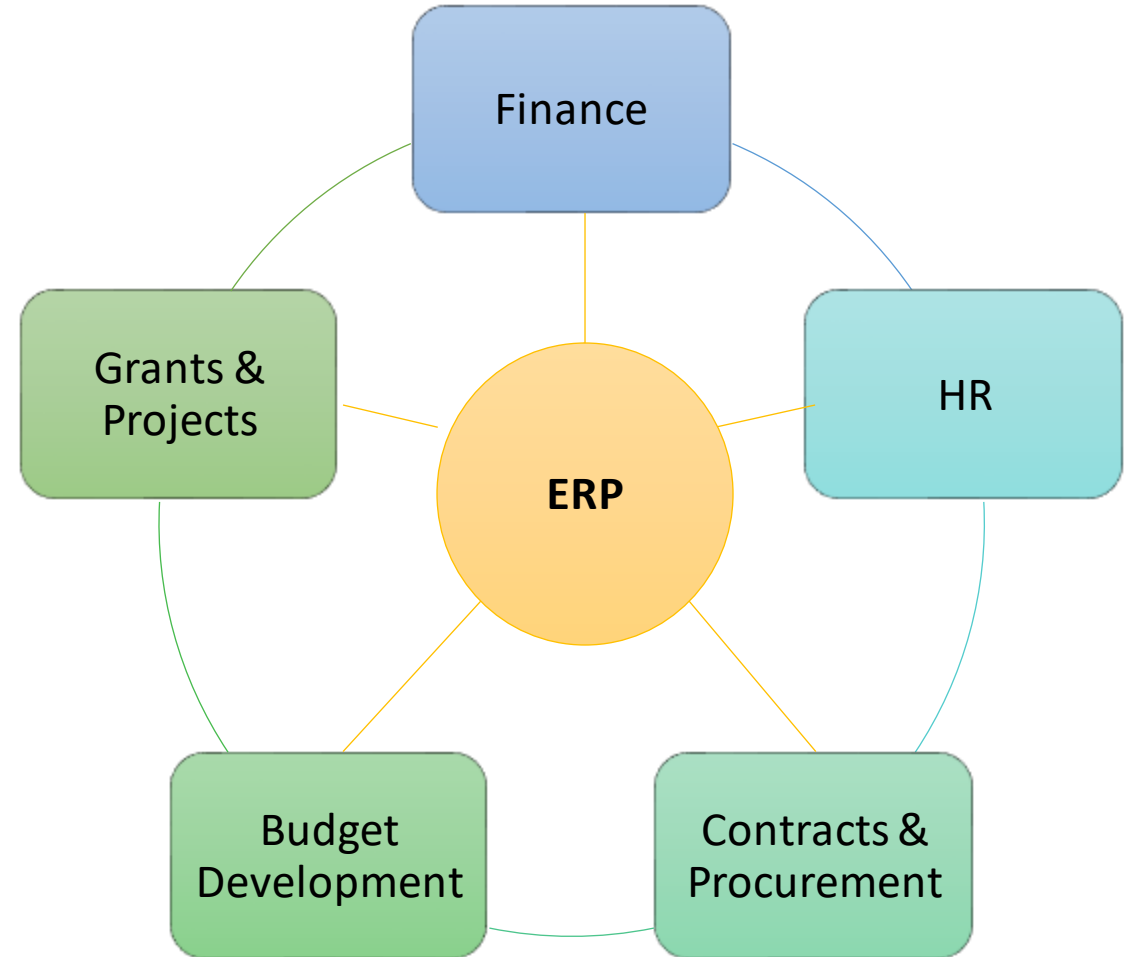 Finance
Grants &
Projects
HR
ERP
Budget
Development
Contracts &
Procurement